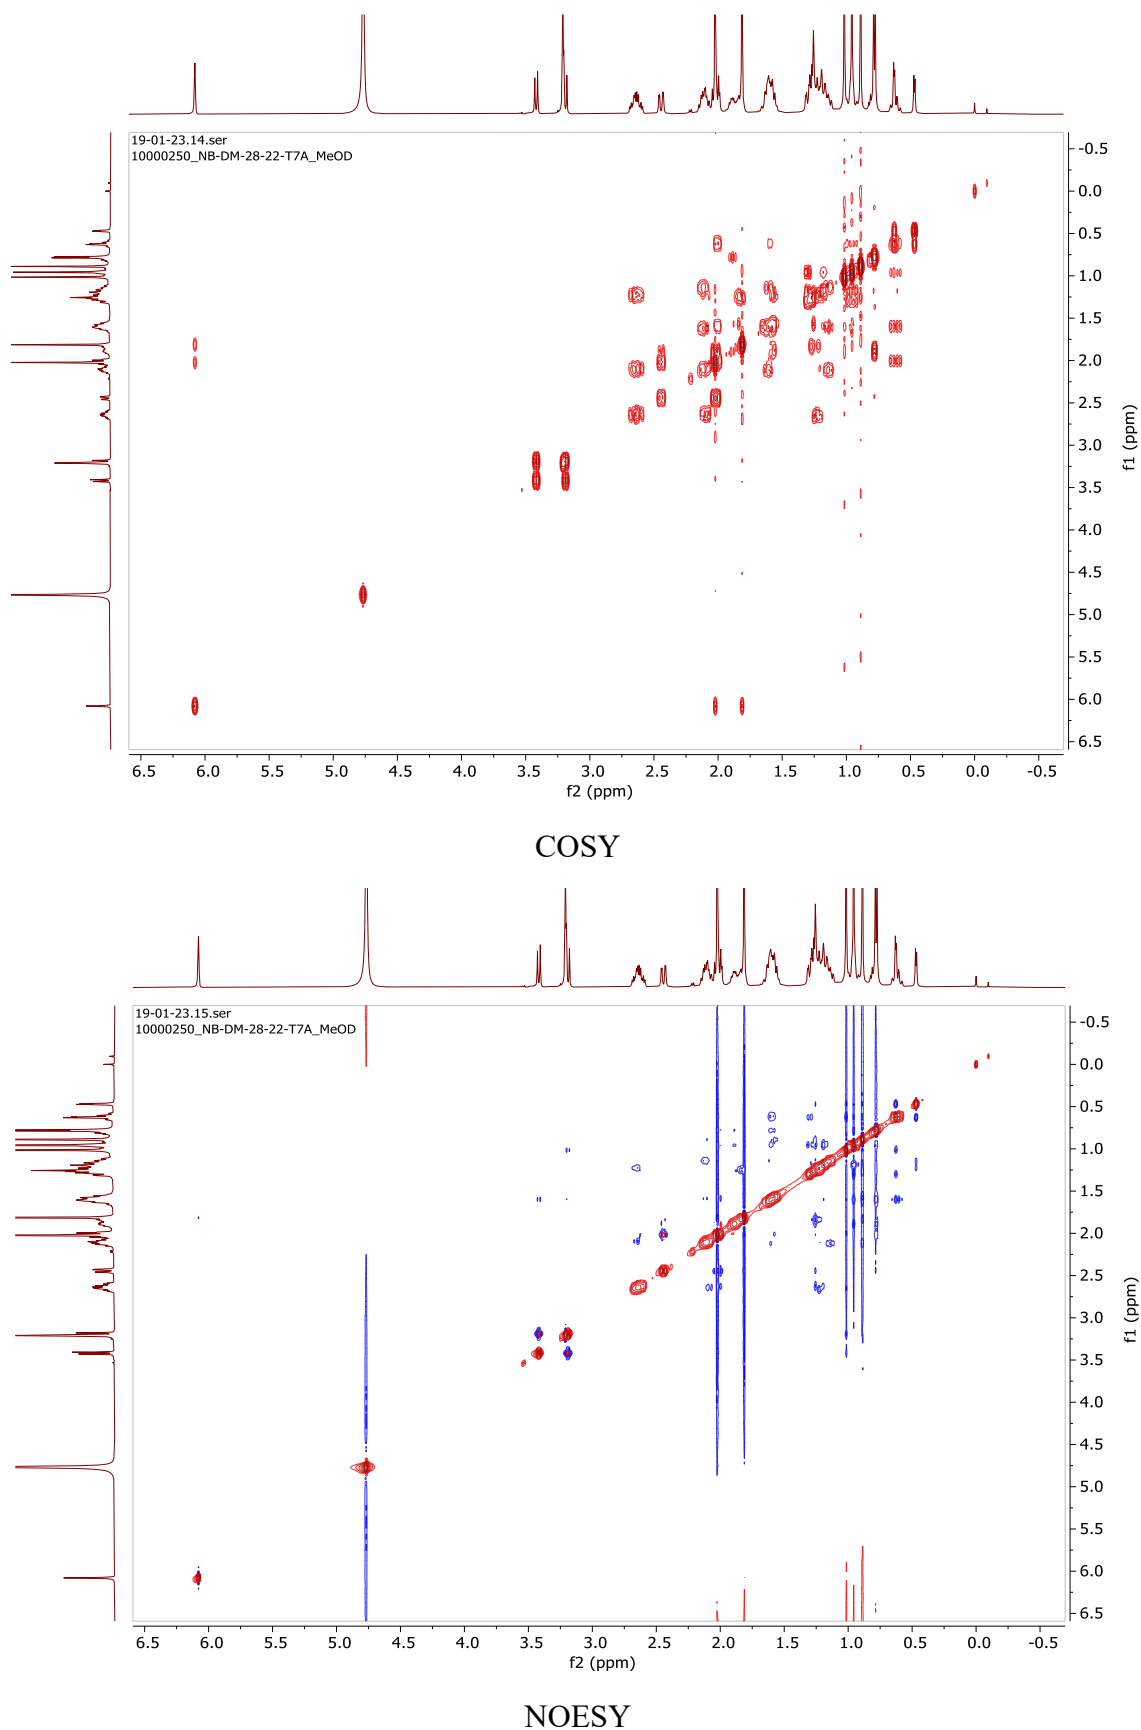 19-01-23.14.ser
10000250_NB-DM-28-22-T7A_MeOD
-0.5
0.0
0.5
1.0
1.5
2.0
2.5
3.0
3.5
4.0
4.5
5.0
5.5
6.0
6.5
f1 (ppm)
6.5 6.0 5.5 5.0 4.5 4.0 3.5 3.0 2.5 2.0 1.5 1.0 0.5 0.0 -0.5
f2 (ppm)
COSY
19-01-23.15.ser
10000250_NB-DM-28-22-T7A_MeOD
-0.5
0.0
0.5
1.0
1.5
2.0
2.5
3.0
3.5
4.0
4.5
5.0
5.5
6.0
6.5
f1 (ppm)
6.5 6.0 5.5 5.0 4.5 4.0 3.5 3.0 2.5 2.0 1.5 1.0 0.5 0.0 -0.5
f2 (ppm)
NOESY